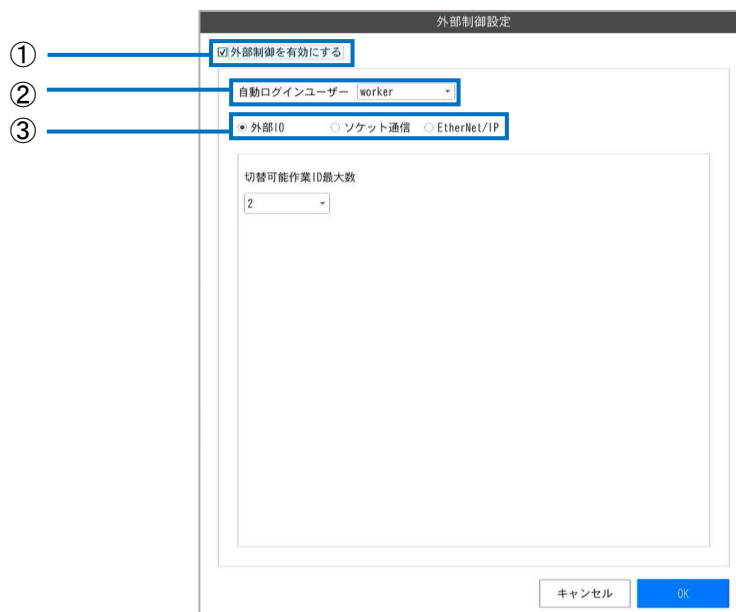 外部制御設定
① ☑外部制御を有効にする
② 自動ログインユーザー worker
③ 外部IO ソケット通信 EtherNet/IP
切替可能作業ID最大数
2
キャンセル OK